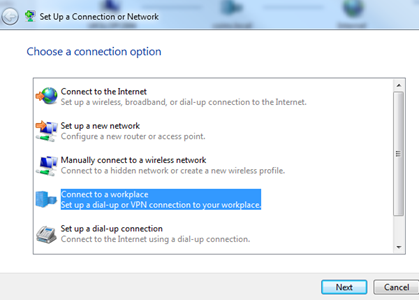 Set Up a Connection or Network
Choose a connection option
Connect to the Internet
Set up a wireless, broadband, or dial-up connection to the Internet.
Set up a new network
Configure a new router or access point.
Manually connect to a wireless network
Connect to a hidden network or create a new wireless profile.
Connect to a workplace
Set up a dial-up or VPN connection to your workplace.
Set up a dial-up connection
Connect to the Internet using a dial-up connection.
Next
Cancel